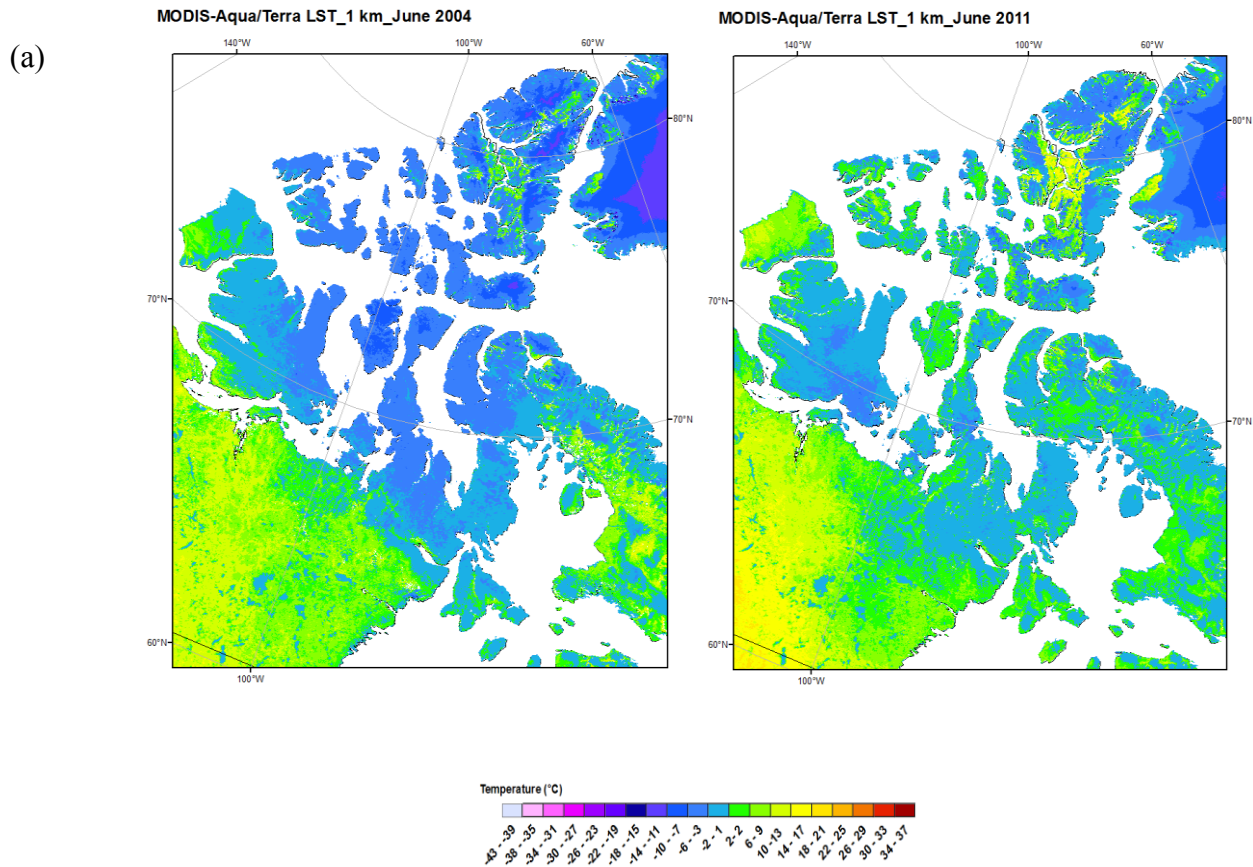 MODIS-Aqua/Terra LST_1 km_June 2004
MODIS-Aqua/Terra LST_1 km_June 2011
(a)
140°W 100°W 60°W
140°W 100°W 60°W
80°N
80°N
70°N
70°N
70°N
70°N
60°N
60°N
100°W
100°W
Temperature (°C)
-43 - -39
-38 - -35
-34 - -31
-30 - -27
-26 - -23
-22 - -19
-18 - -15
-14 - -11
-10 - -7
-6 - -3
-2 - 1
2-2
6 - 9
10-13
14 - 17
18 - 21
22 - 25
26 - 29
30 - 33
34 - 37